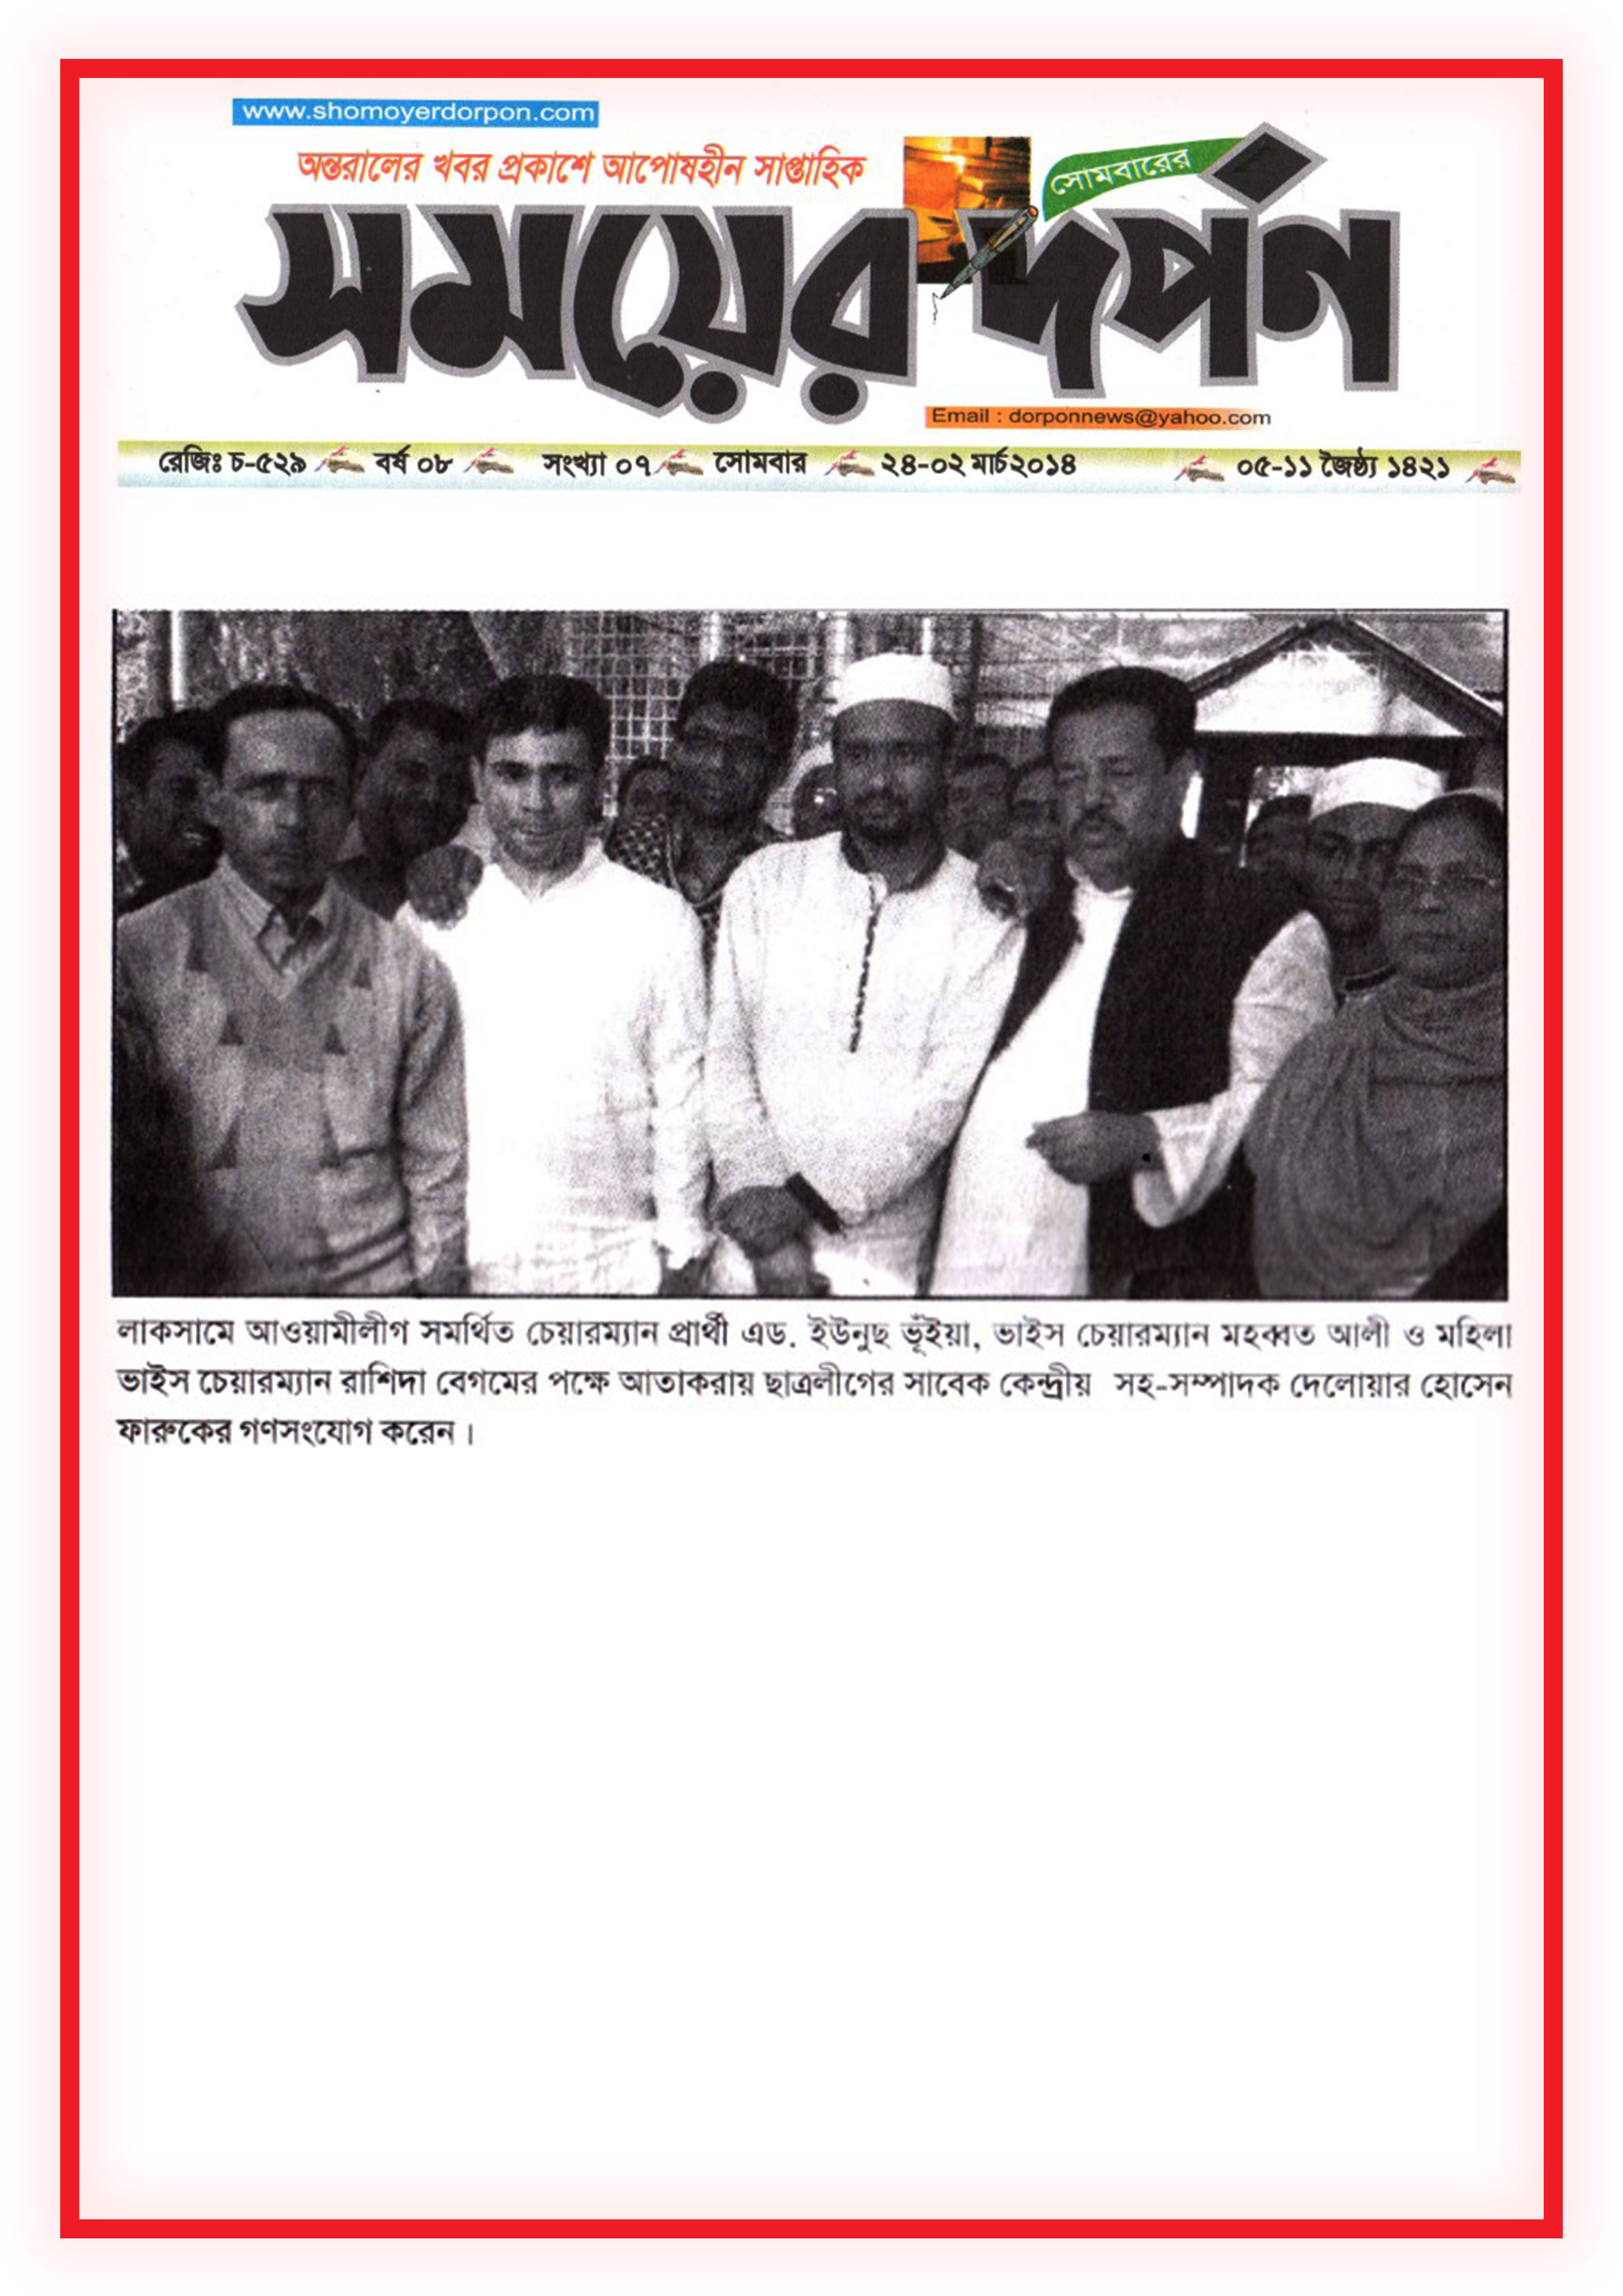 www.shomoyerdorpon.com
অন্তরালের খবর প্রকাশে আপোষহীন সাপ্তাহিক
সোমবারের
সময়ের দর্পণ
Email : dorponnews@yahoo.com
রেজিঃ চ-৫২৯ বর্ষ ০৮ সংখ্যা ০৭ সোমবার ২৪-০২ মার্চ ২০১৪ ০৫-১১ জৈষ্ঠ্য ১৪২১
লাকসামে আওয়ামীলীগ সমর্থিত চেয়ারম্যান প্রার্থী এড. ইউনুছ ভূঁইয়া, ভাইস চেয়ারম্যান মহব্বত আলী ও মহিলা
ভাইস চেয়ারম্যান রাশিদা বেগমের পক্ষে আতাকরায় ছাত্রলীগের সাবেক কেন্দ্রীয় সহ-সম্পাদক দেলোয়ার হোসেন
ফারুকের গণসংযোগ করেন।